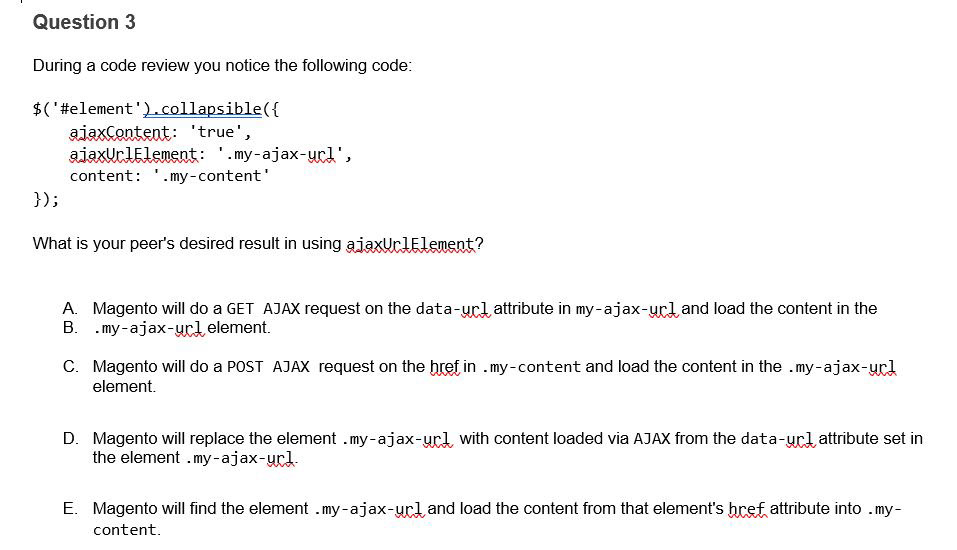 Question 3
During a code review you notice the following code:
$('#element').collapsible({
ajaxContent: 'true',
ajaxUrlElement: '.my-ajax-url',
content: '.my-content'
});
What is your peer's desired result in using ajaxUrlElement?
A. Magento will do a GET AJAX request on the data-url attribute in my-ajax-url and load the content in the
B. .my-ajax-url element.
C. Magento will do a POST AJAX request on the href in .my-content and load the content in the .my-ajax-url
element.
D. Magento will replace the element .my-ajax-url with content loaded via AJAX from the data-url attribute set in
the element .my-ajax-url.
E. Magento will find the element .my-ajax-url and load the content from that element's href attribute into .my-
content.